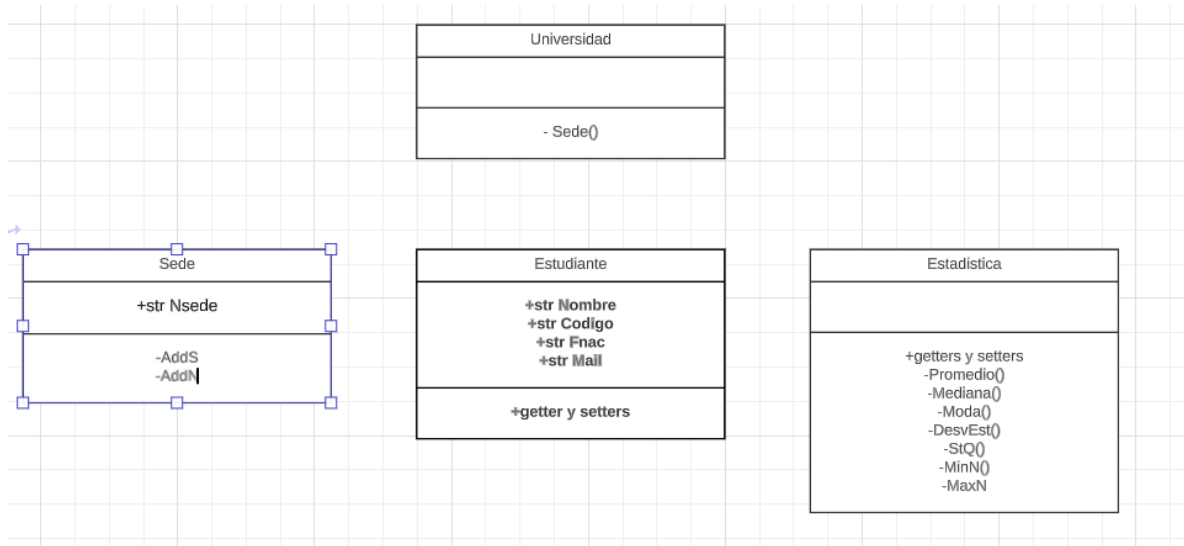 Universidad
- Sede()
Sede
+str Nsede
-AddS
-AddN
Estudiante
+str Nombre
+str Codigo
+str Fnac
+str Mail
+getter y setters
Estadistica
+getters y setters
-Promedio()
-Mediana()
-Moda()
-DesvEst()
-StQ()
-MinN()
-MaxN